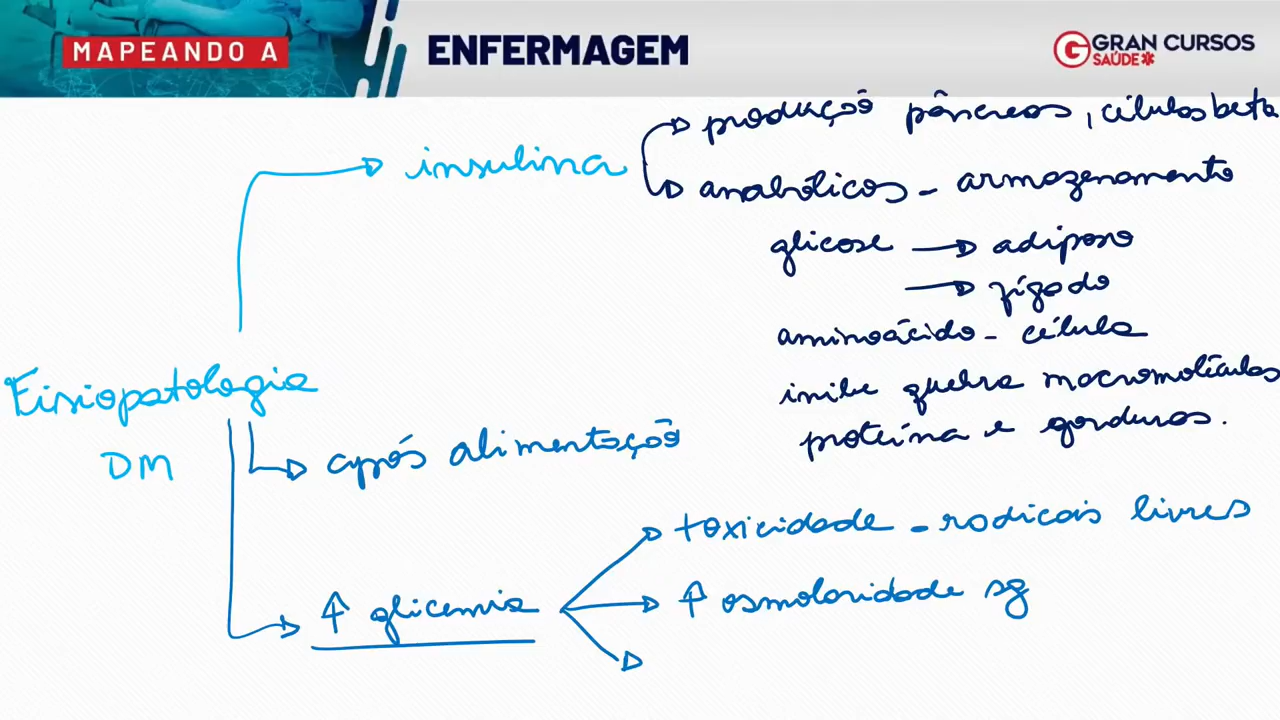 MAPEANDO A
ENFERMAGEM
GRAN CURSOS
SAÚDE
produção pâncreas, células beta
insulina
anabólicos - armazenamento
glicose → adiposo
→ fígado
aminoácido - célula
inibe quebra macromoléculas
proteína e gorduras.
Fisiopatologia
DM
após alimentação
toxicidade - radicais livres
↑ glicemia
↑ osmolaridade sg